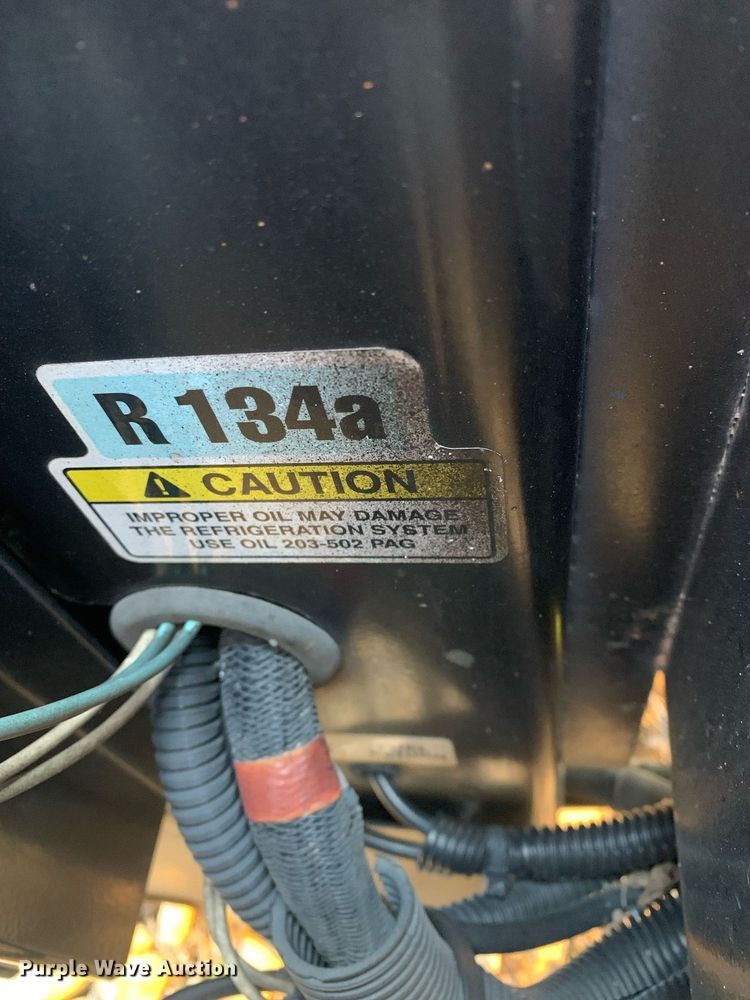 R 134a
CAUTION
IMPROPER OIL MAY DAMAGE
THE REFRIGERATION SYSTEM
USE OIL 203-502 PAG
Purple Wave Auction